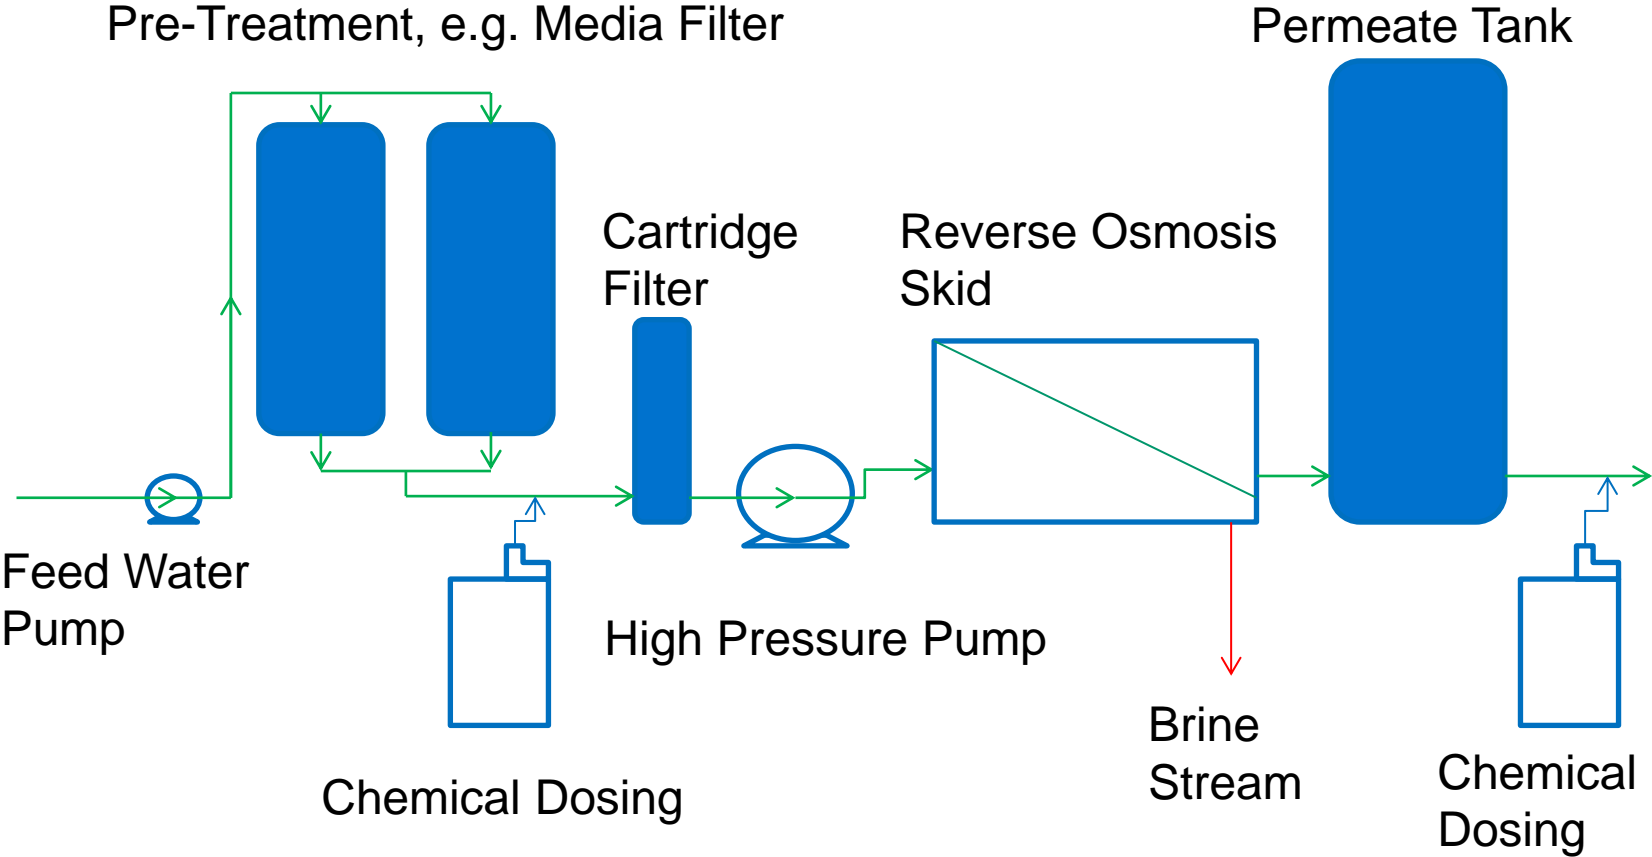 Pre-Treatment, e.g. Media Filter
Permeate Tank
Cartridge
Filter
Reverse Osmosis
Skid
Feed Water
Pump
High Pressure Pump
Chemical Dosing
Brine
Stream
Chemical
Dosing